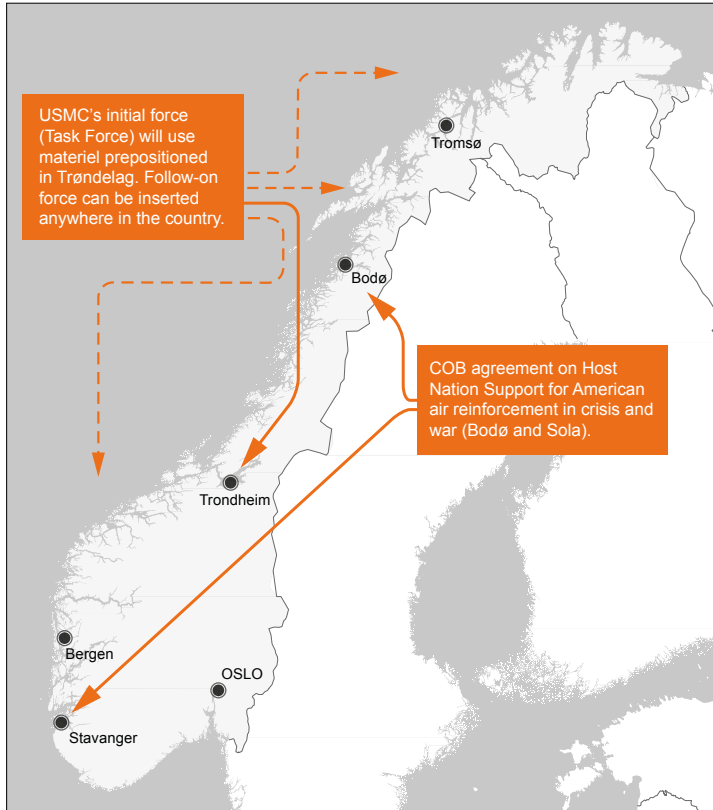 USMC's initial force
(Task Force) will use
materiel prepositioned
in Trøndelag. Follow-on
force can be inserted
anywhere in the country.
Tromsø
Bodø
COB agreement on Host
Nation Support for American
air reinforcement in crisis and
war (Bodø and Sola).
Trondheim
Bergen
OSLO
Stavanger